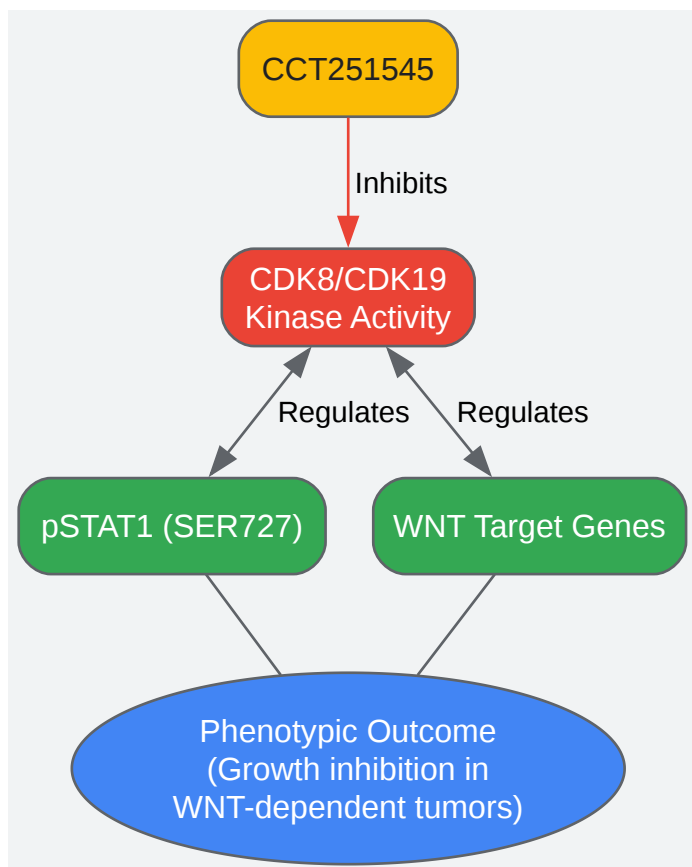 CCT251545
Inhibits
CDK8/CDK19
Kinase Activity
Regulates
Regulates
pSTAT1 (SER727)
WNT Target Genes
Phenotypic Outcome
(Growth inhibition in
WNT-dependent tumors)